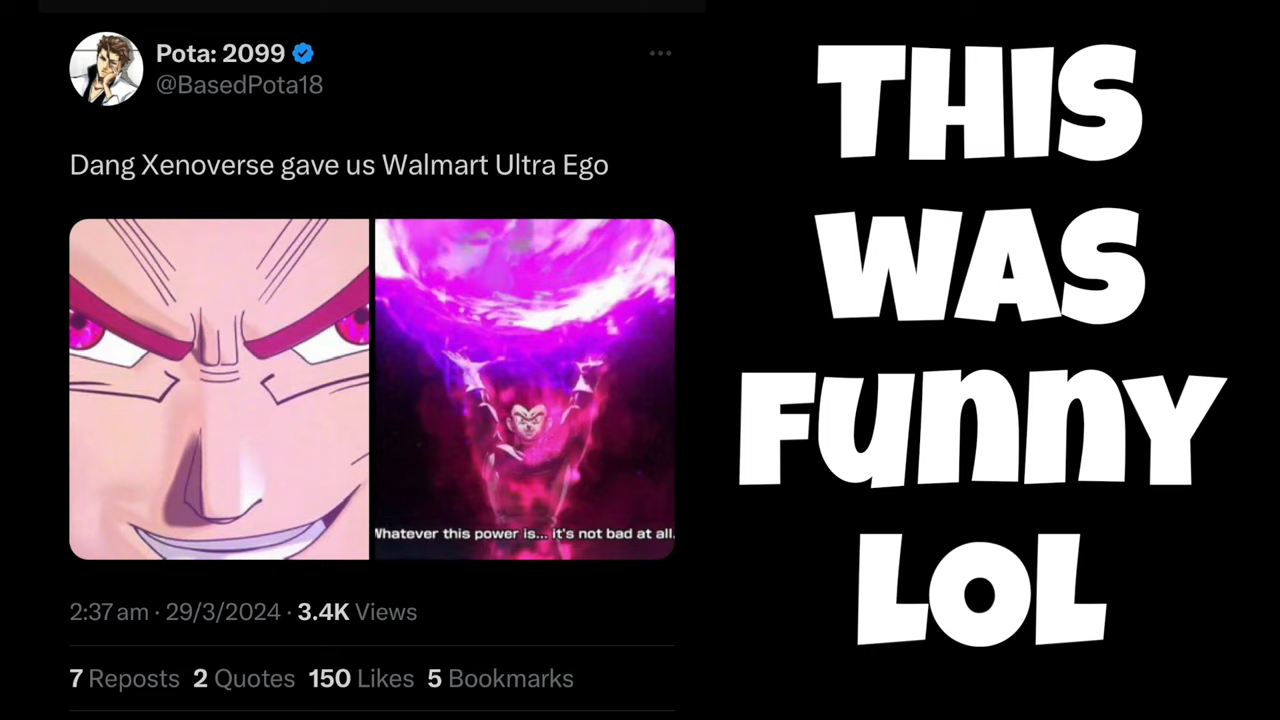 Pota: 2099
@BasedPota18
Dang Xenoverse gave us Walmart Ultra Ego
Whatever this power is... it's not bad at all.
2:37 am · 29/3/2024 · 3.4K Views
7 Reposts 2 Quotes 150 Likes 5 Bookmarks
THIS
WAS
Funny
LOL